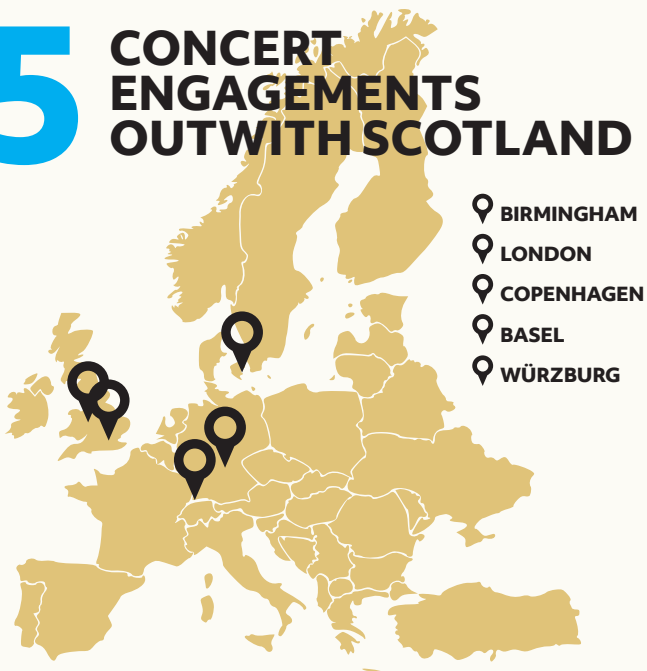 5
CONCERT
ENGAGEMENTS
OUTWITH SCOTLAND
BIRMINGHAM
LONDON
COPENHAGEN
BASEL
WÜRZBURG